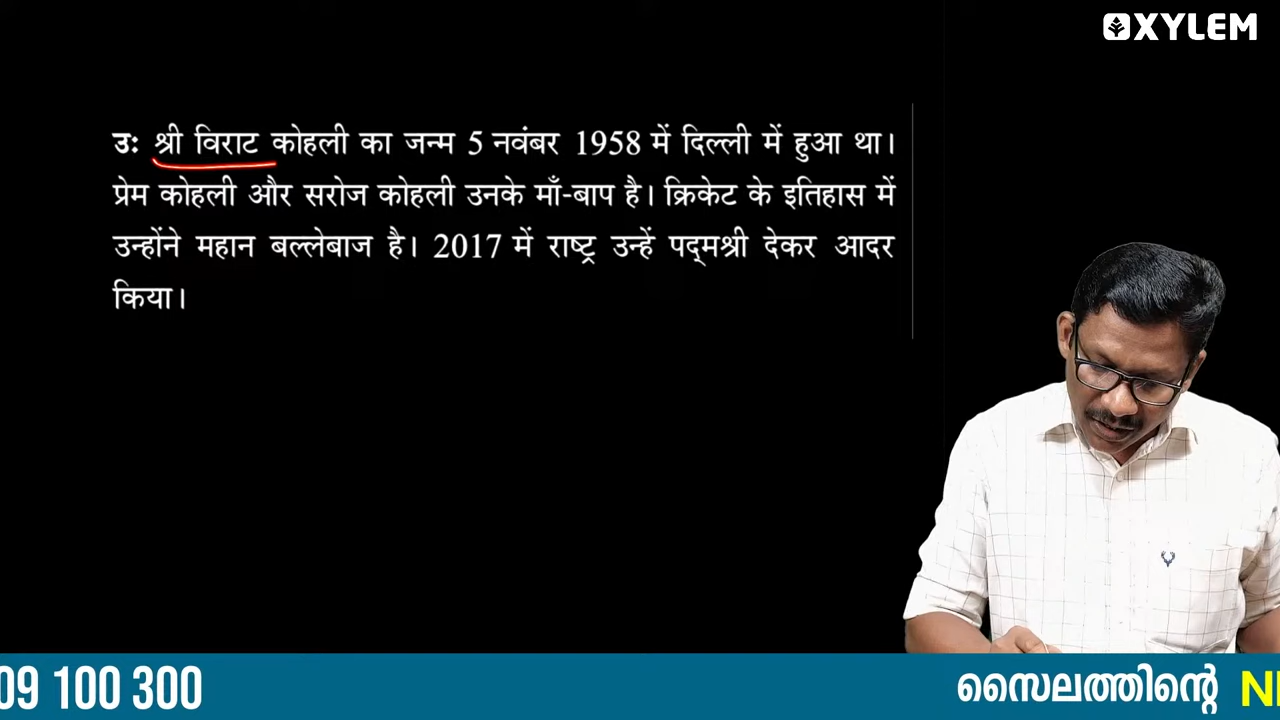 XYLEM
उः श्री विराट कोहली का जन्म 5 नवंबर 1958 में दिल्ली में हुआ था।
प्रेम कोहली और सरोज कोहली उनके माँ-बाप है। क्रिकेट के इतिहास में
उन्होंने महान बल्लेबाज है। 2017 में राष्ट्र उन्हें पद्मश्री देकर आदर
किया।
09 100 300 സൈലത്തിന്റെ